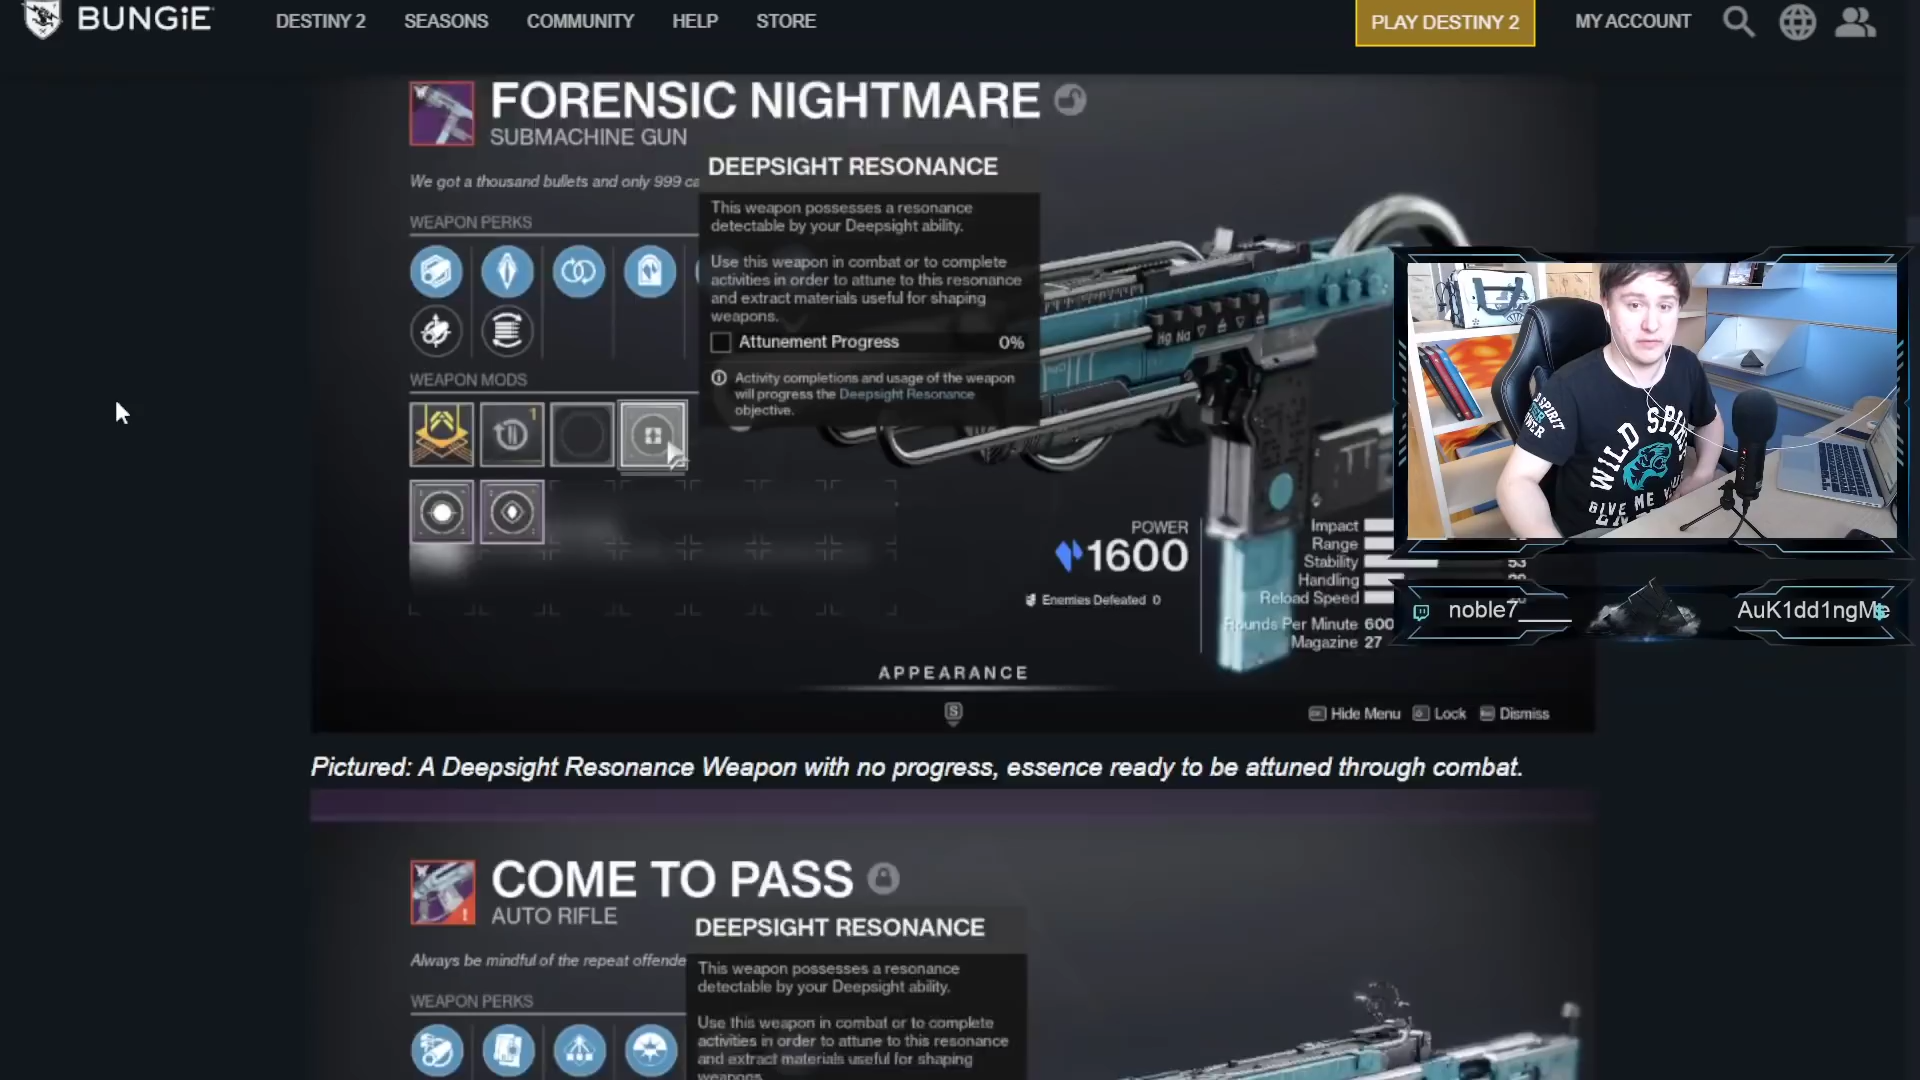 BUNGiE
DESTINY 2 SEASONS COMMUNITY HELP STORE
PLAY DESTINY 2 MY ACCOUNT
FORENSIC NIGHTMARE
SUBMACHINE GUN
We got a thousand bullets and only 999
WEAPON PERKS
WEAPON MODS
1
DEEPSIGHT RESONANCE
This weapon possesses a resonance
detectable by your Deepsight ability.
Use this weapon in combat or to complete
activities in order to attune to this resonance
and extract materials useful for shaping
weapons.
Attunement Progress 0%
Activity completions and usage of the weapon
will progress the Deepsight Resonance
objective.
Hg Na
POWER
1600
Enemies Defeated 0
Impact
Range
Stability
Handling
Reload Speed
Rounds Per Minute 600
Magazine 27
APPEARANCE
S
Hide Menu Lock Dismiss
WILD
GIVE ME
noble7____
AuK1dd1ngMe
Pictured: A Deepsight Resonance Weapon with no progress, essence ready to be attuned through combat.
COME TO PASS
AUTO RIFLE
Always be mindful of the repeat
WEAPON PERKS
DEEPSIGHT RESONANCE
This weapon possesses a resonance
detectable by your Deepsight ability.
Use this weapon in combat or to complete
activities in order to attune to this resonance
and extract materials useful for shaping
weapons.